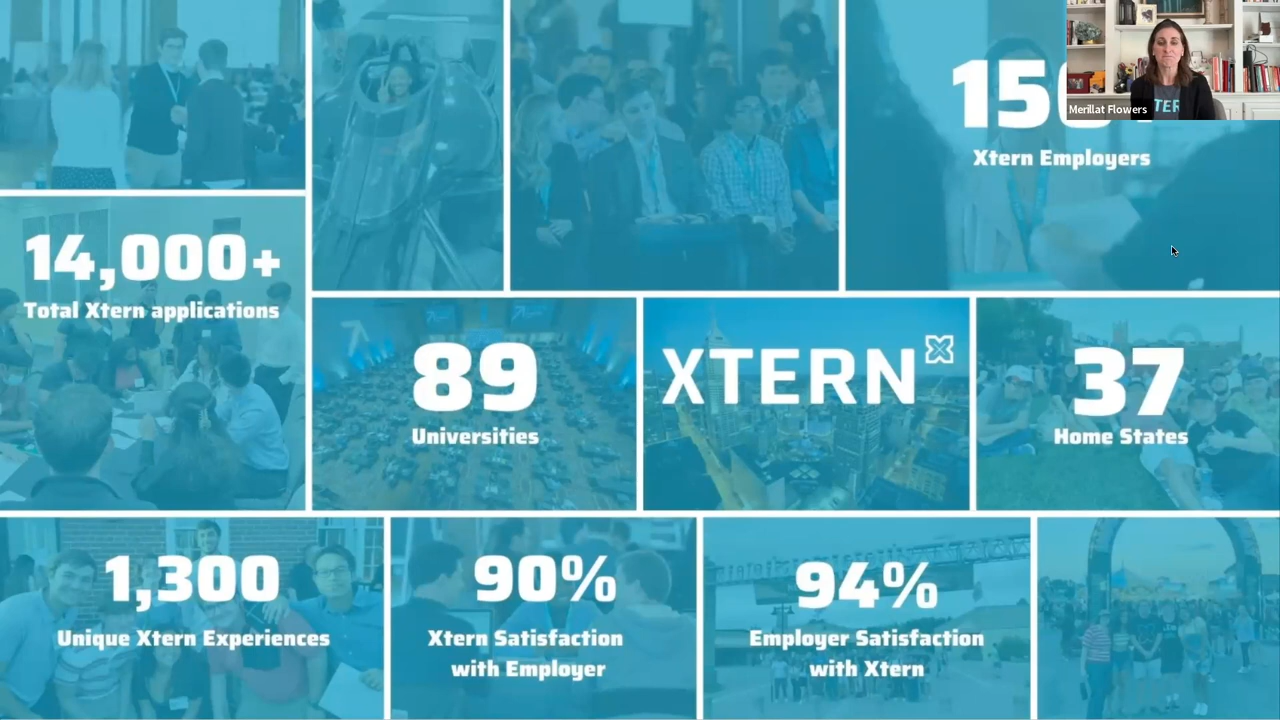 Xtern Employers
Merillat Flowers
14,000+
Total Xtern applications
89
Universities
XTERN
37
Home States
1,300
Unique Xtern Experiences
90%
Xtern Satisfaction
with Employer
94%
Employer Satisfaction
with Xtern